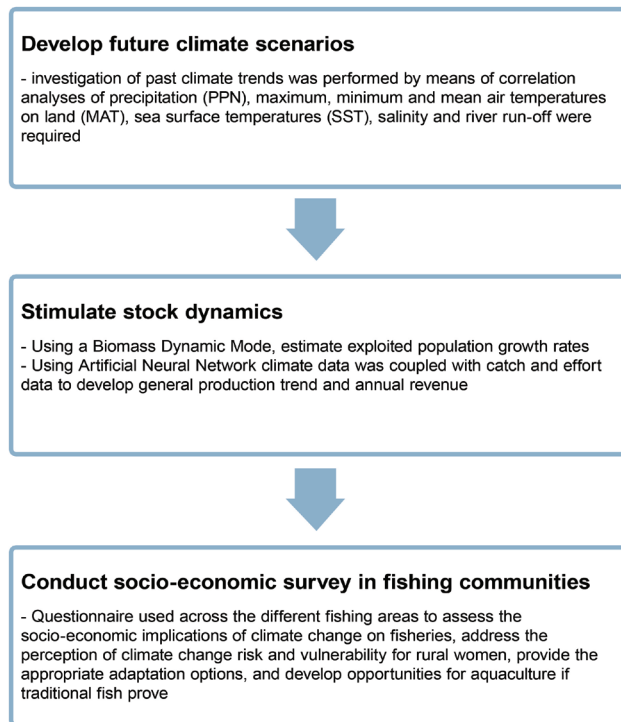 Develop future climate scenarios
- investigation of past climate trends was performed by means of correlation
analyses of precipitation (PPN), maximum, minimum and mean air temperatures
on land (MAT), sea surface temperatures (SST), salinity and river run-off were
required
Stimulate stock dynamics
- Using a Biomass Dynamic Mode, estimate exploited population growth rates
- Using Artificial Neural Network climate data was coupled with catch and effort
data to develop general production trend and annual revenue
Conduct socio-economic survey in fishing communities
- Questionnaire used across the different fishing areas to assess the
socio-economic implications of climate change on fisheries, address the
perception of climate change risk and vulnerability for rural women, provide the
appropriate adaptation options, and develop opportunities for aquaculture if
traditional fish prove